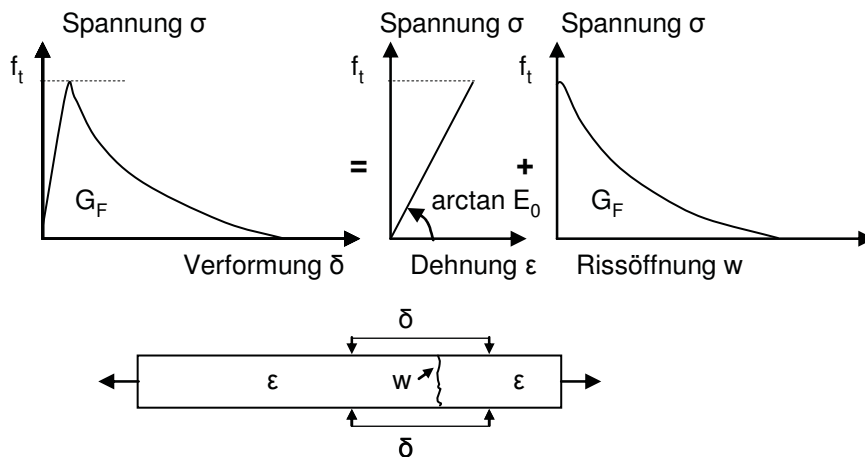 Spannung σ
Spannung σ
Spannung σ
f_t
f_t
f_t
=
+
G_F
arctan E_0
G_F
Verformung δ
Dehnung ε
Rissöffnung w
δ
ε
w
ε
δ